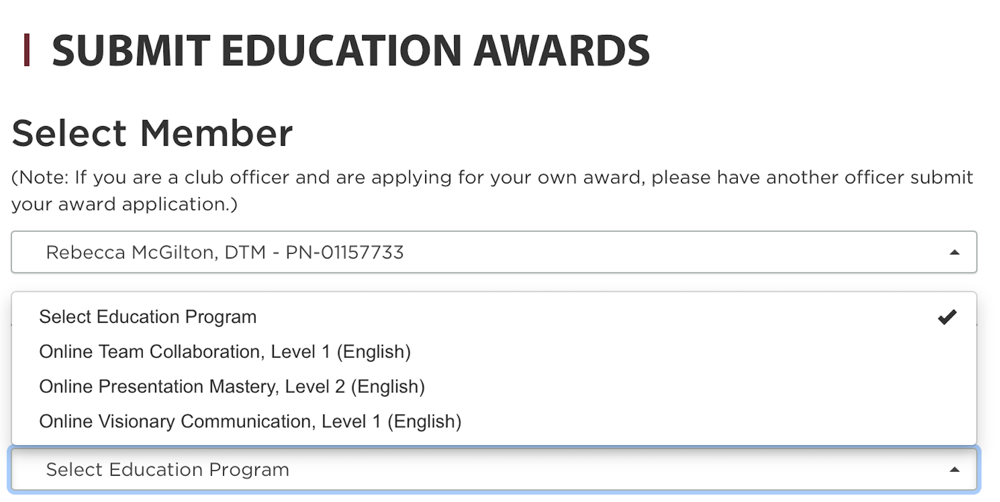 SUBMIT EDUCATION AWARDS
Select Member
(Note: If you are a club officer and are applying for your own award, please have another officer submit
your award application.)
Rebecca McGilton, DTM - PN-01157733
Select Education Program
Online Team Collaboration, Level 1 (English)
Online Presentation Mastery, Level 2 (English)
Online Visionary Communication, Level 1 (English)
Select Education Program